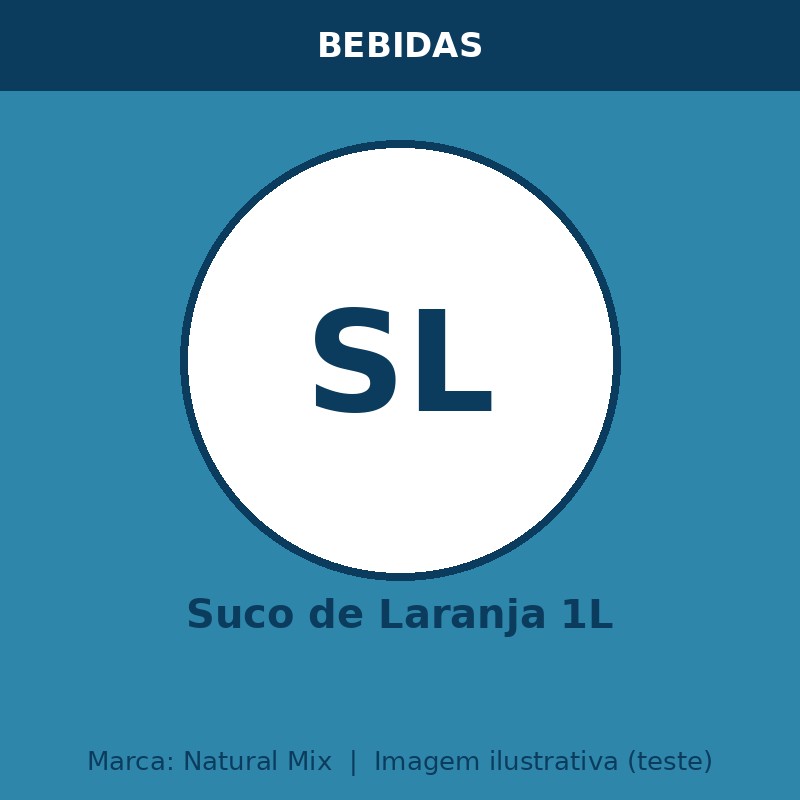 BEBIDAS
SL
Suco de Laranja 1L
Marca: Natural Mix | Imagem ilustrativa (teste)